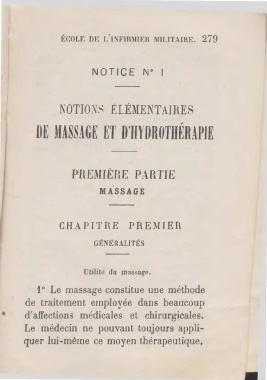 ÉCOLE DE L'INFIRMIER MILITAIRE. 279
NOTICE N° 1
NOTIONS ÉLÉMENTAIRES
DE MASSAGE ET D'HYDROTHÉRAPIE
PREMIÈRE PARTIE
MASSAGE
CHAPITRE PREMIER
GÉNÉRALITÉS
Utilité du massage.
1° Le massage constitue une méthode
de traitement employée dans beaucoup
d'affections médicales et chirurgicales.
Le médecin ne pouvant toujours appli-
quer lui-même ce moyen thérapeutique,